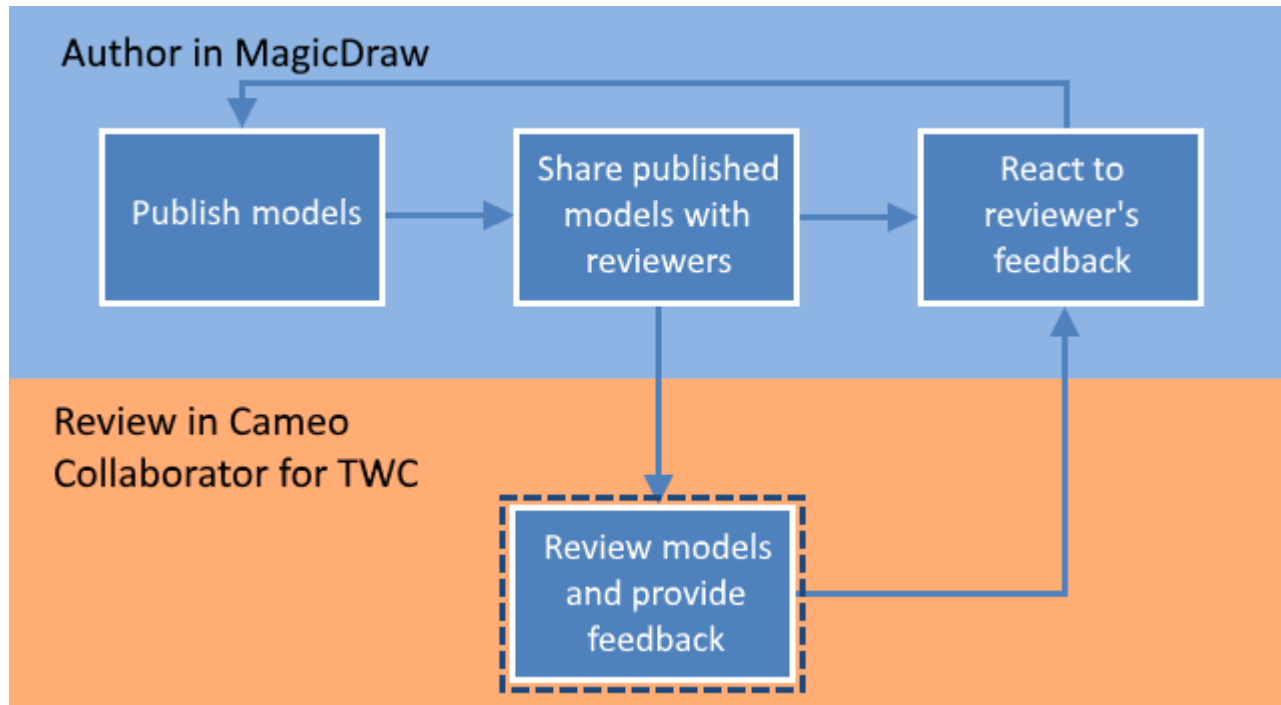 Author in MagicDraw
Publish models
Share published
models with
reviewers
React to
reviewer's
feedback
Review in Cameo
Collaborator for TWC
Review models
and provide
feedback